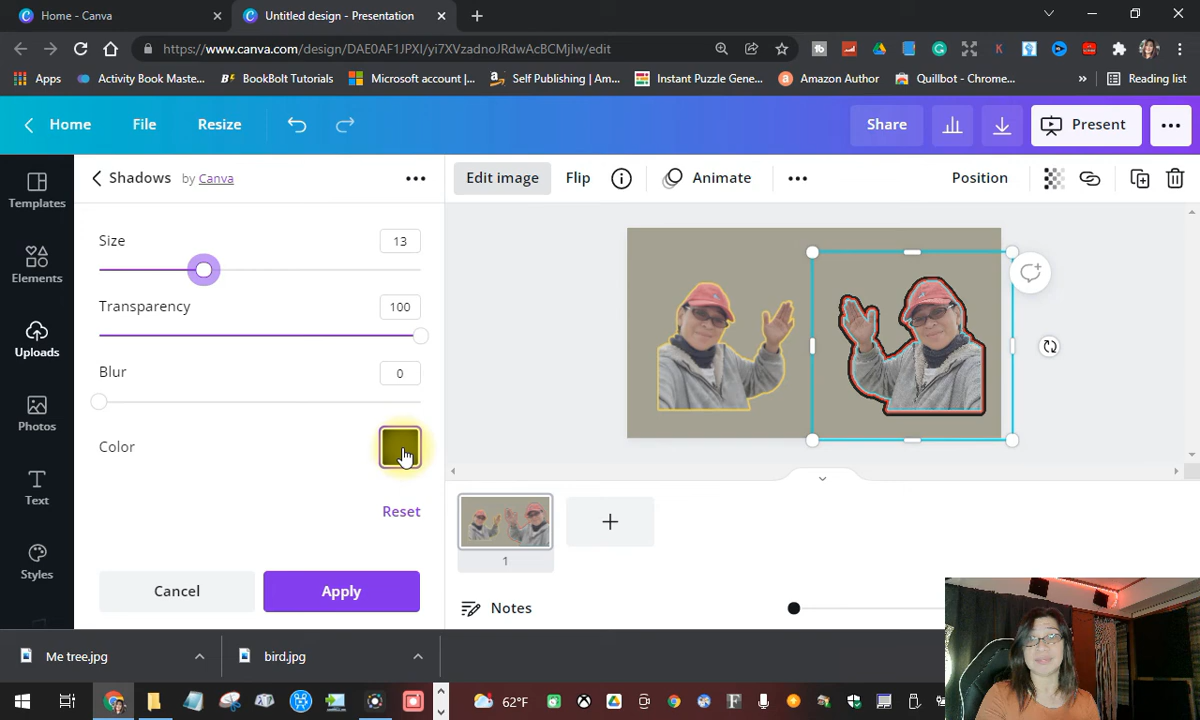 Home - Canva
Untitled design - Presentation
https://www.canva.com/design/DAE0AF1JPXI/yi7XVzadnoJRdwAcBCMjlw/edit
Apps
Activity Book Maste...
BookBolt Tutorials
Microsoft account |...
Self Publishing | Am...
Instant Puzzle Gene...
Amazon Author
Quillbot - Chrome...
Reading list
Home
File
Resize
Share
Present
Templates
Elements
Uploads
Photos
Text
Styles
Shadows by Canva
Size
13
Transparency
100
Blur
0
Color
Reset
Cancel
Apply
Edit image
Flip
Animate
Position
1
Notes
Me tree.jpg
bird.jpg
62°F